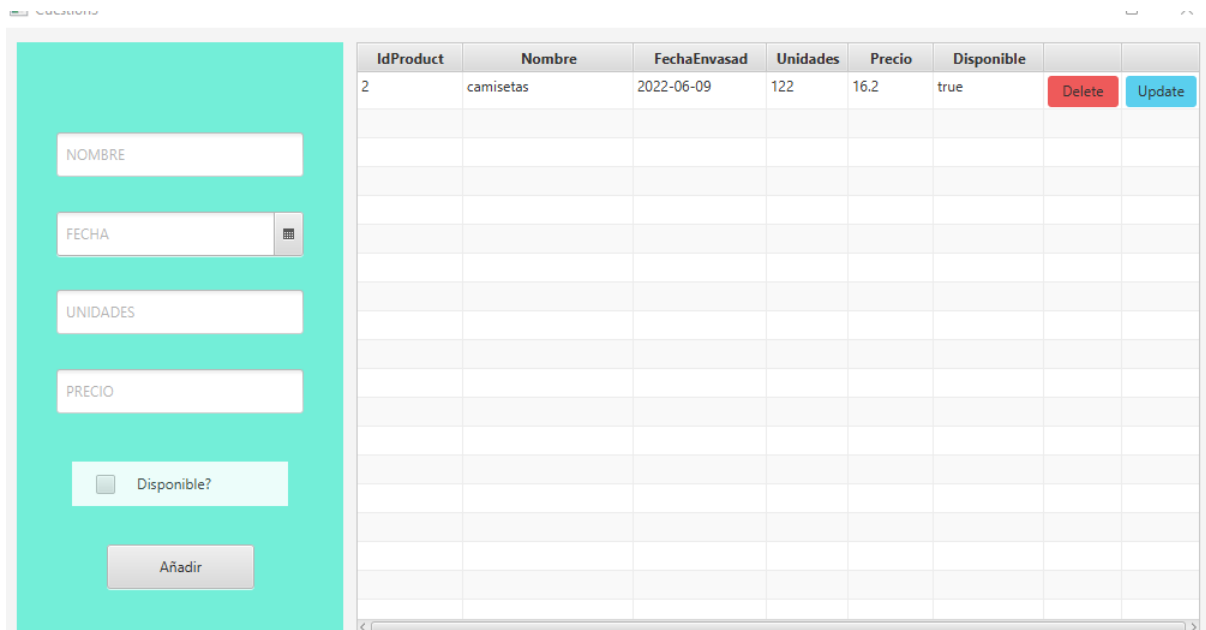 IdProduct Nombre FechaEnvasad Unidades Precio Disponible
2 camisetas 2022-06-09 122 16.2 true Delete Update
NOMBRE
FECHA
UNIDADES
PRECIO
Disponible?
Añadir